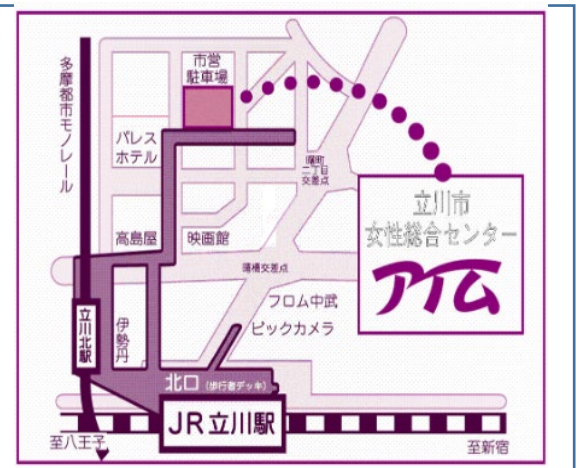 多摩都市モノレール
市営
駐車場
パレス
ホテル
曙町
二丁目
交差点
立川市
女性総合センター
アイム
高島屋
映画館
曙橋交差点
フロム中武
ビックカメラ
立川北駅
伊勢丹
北口 (歩行者デッキ)
JR立川駅
至八王子
至新宿